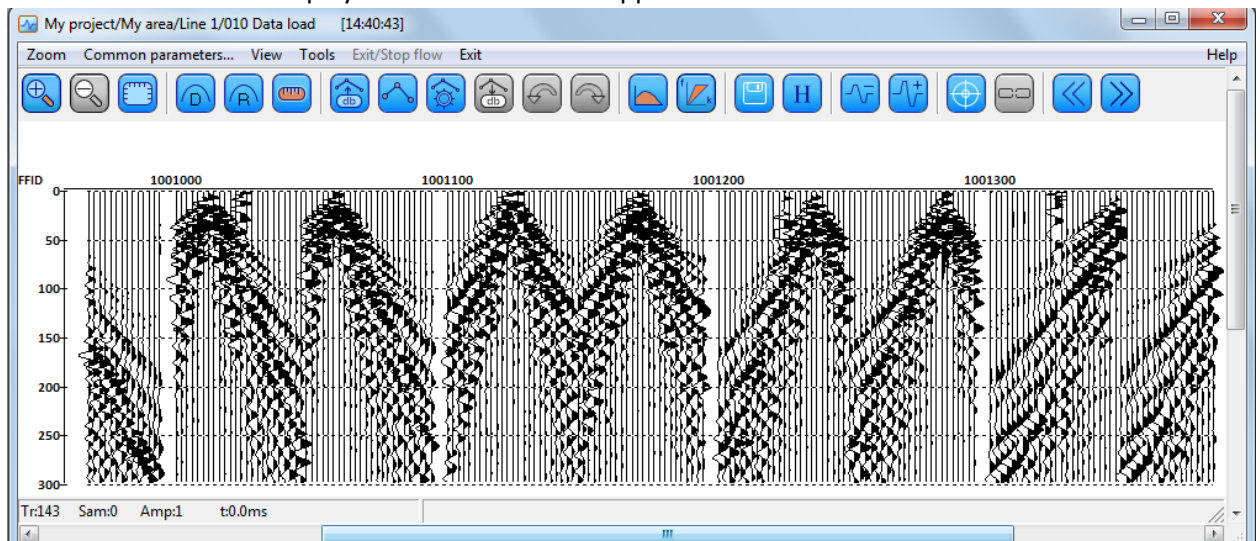 My project/My area/Line 1/010 Data load [14:40:43]
Zoom Common parameters... View Tools Exit/Stop flow Exit Help
D R db db f k H
FFID 1001000 1001100 1001200 1001300
0
50
100
150
200
250
300
Tr:143 Sam:0 Amp:1 t:0.0ms